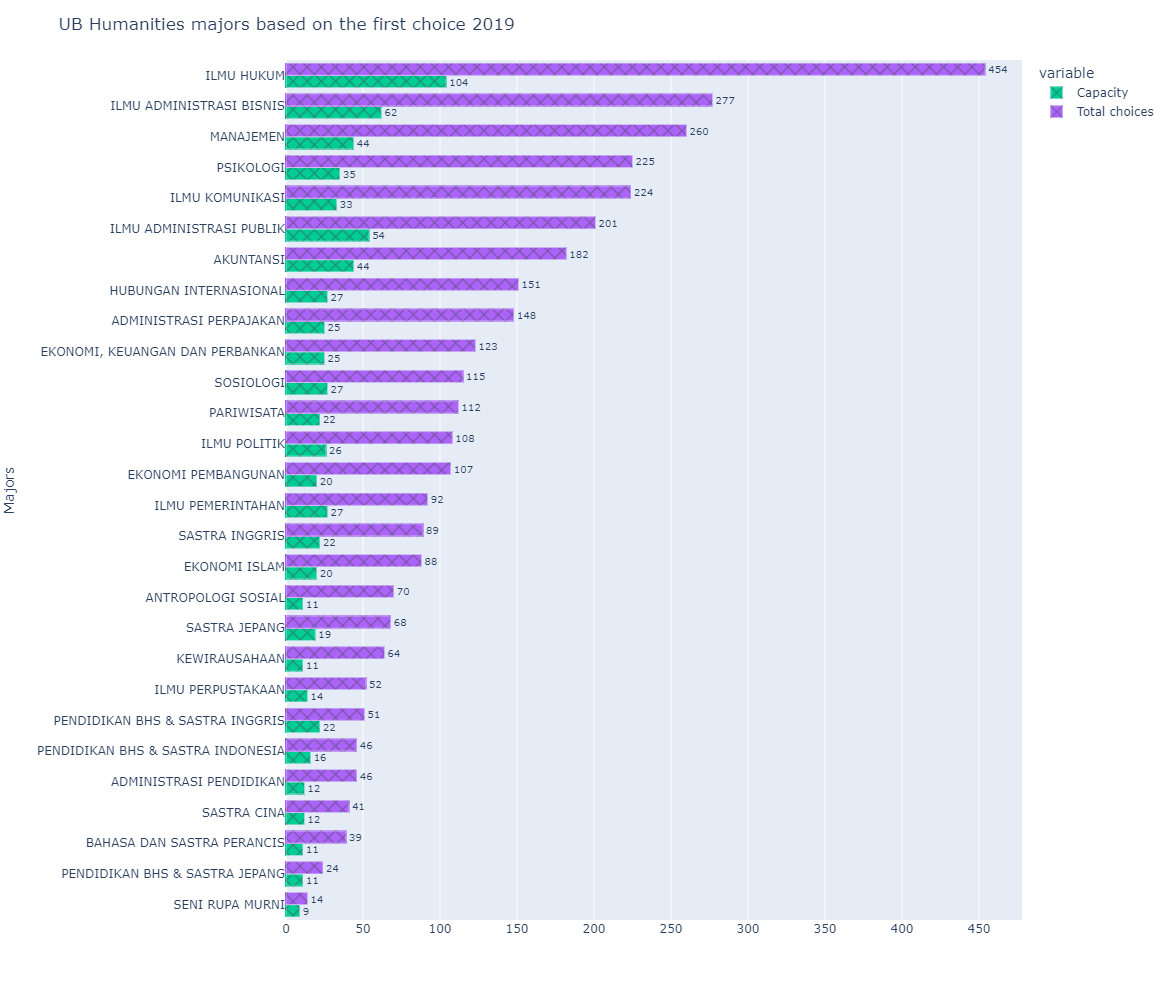 UB Humanities majors based on the first choice 2019
variable
Capacity
Total choices
Majors
ILMU HUKUM 454
104
ILMU ADMINISTRASI BISNIS 277
62
MANAJEMEN 260
44
PSIKOLOGI 225
35
ILMU KOMUNIKASI 224
33
ILMU ADMINISTRASI PUBLIK 201
54
AKUNTANSI 182
44
HUBUNGAN INTERNASIONAL 151
27
ADMINISTRASI PERPAJAKAN 148
25
EKONOMI, KEUANGAN DAN PERBANKAN 123
25
SOSIOLOGI 115
27
PARIWISATA 112
22
ILMU POLITIK 108
26
EKONOMI PEMBANGUNAN 107
20
ILMU PEMERINTAHAN 92
27
SASTRA INGGRIS 89
22
EKONOMI ISLAM 88
20
ANTROPOLOGI SOSIAL 70
11
SASTRA JEPANG 68
19
KEWIRAUSAHAAN 64
11
ILMU PERPUSTAKAAN 52
14
PENDIDIKAN BHS & SASTRA INGGRIS 51
22
PENDIDIKAN BHS & SASTRA INDONESIA 46
16
ADMINISTRASI PENDIDIKAN 46
12
SASTRA CINA 41
12
BAHASA DAN SASTRA PERANCIS 39
11
PENDIDIKAN BHS & SASTRA JEPANG 24
11
SENI RUPA MURNI 14
9
0 50 100 150 200 250 300 350 400 450